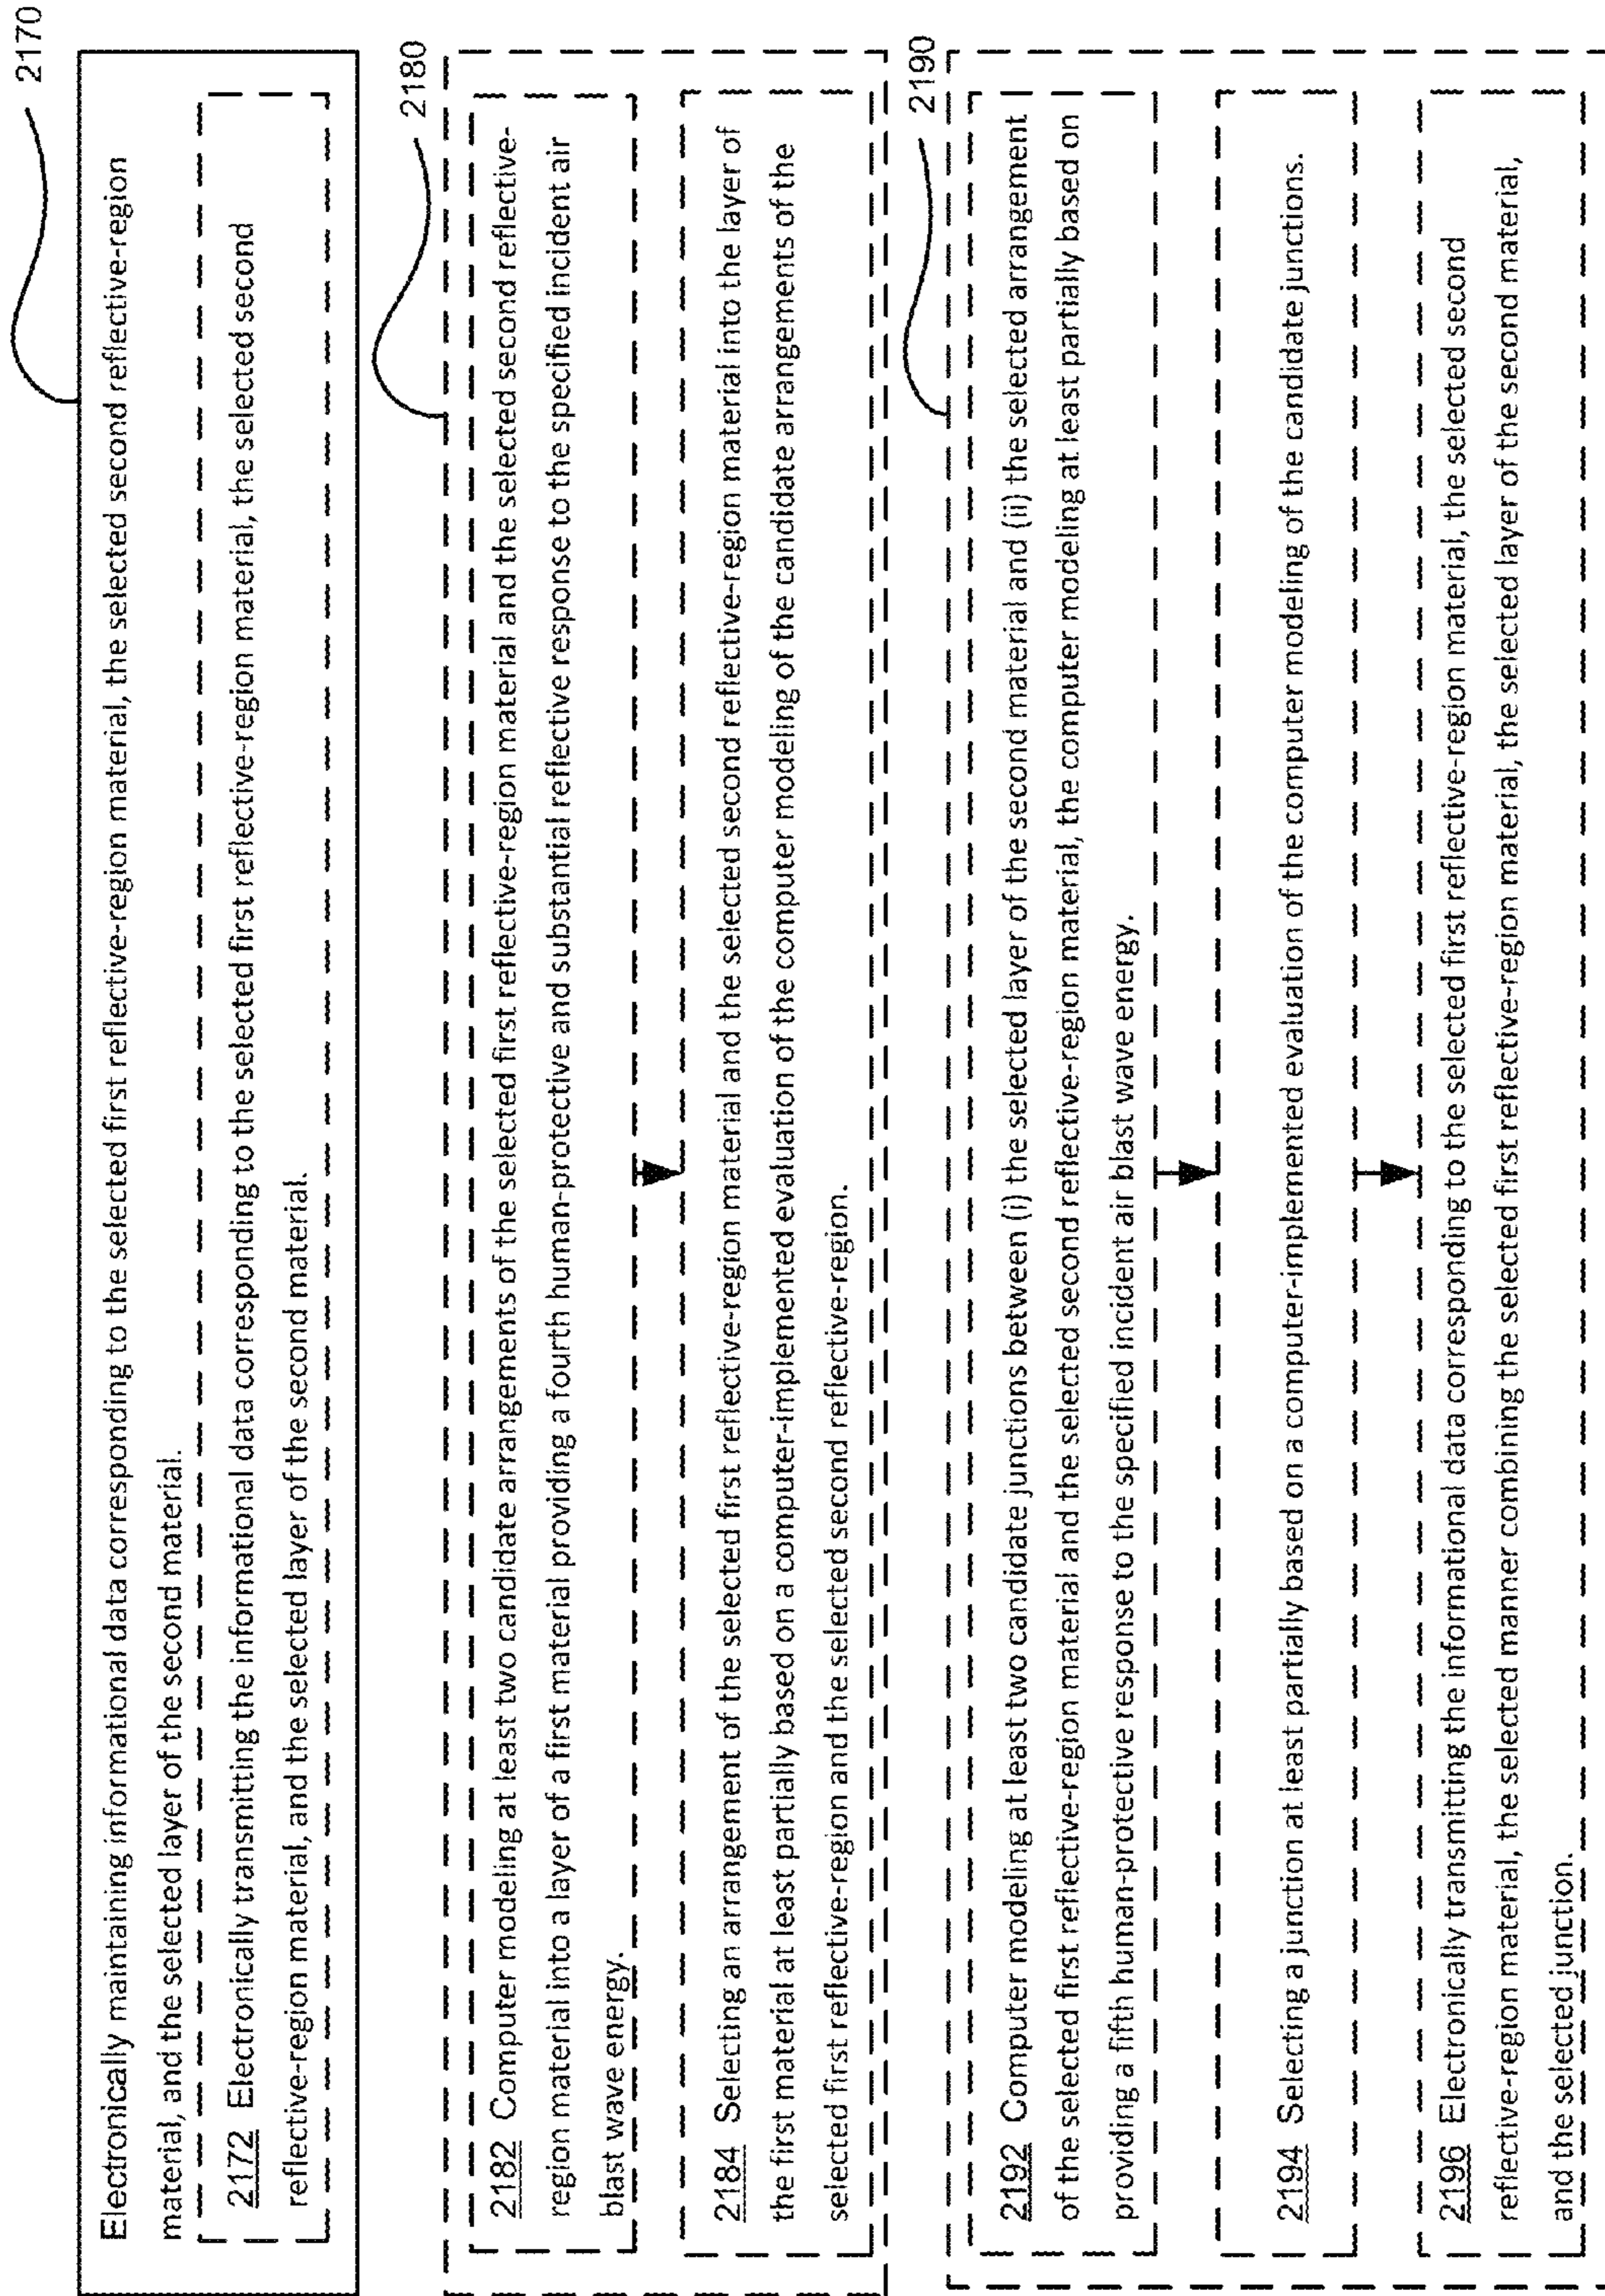 2170
Electronically maintaining informational data corresponding to the selected first reflective-region material, the selected second reflective-region
material, and the selected layer of the second material.
2172 Electronically transmitting the informational data corresponding to the selected first reflective-region material, the selected second
reflective-region material, and the selected layer of the second material.
2180
2182 Computer modeling at least two candidate arrangements of the selected first reflective-region material and the selected second reflective-
region material into a layer of a first material providing a fourth human-protective and substantial reflective response to the specified incident air
blast wave energy.
2184 Selecting an arrangement of the selected first reflective-region material and the selected second reflective-region material into the layer of
the first material at least partially based on a computer-implemented evaluation of the computer modeling of the candidate arrangements of the
selected first reflective-region and the selected second reflective-region.
2190
2192 Computer modeling at least two candidate junctions between (i) the selected layer of the second material and (ii) the selected arrangement
of the selected first reflective-region material and the selected second reflective-region material, the computer modeling at least partially based on
providing a fifth human-protective response to the specified incident air blast wave energy.
2194 Selecting a junction at least partially based on a computer-implemented evaluation of the computer modeling of the candidate junctions.
2196 Electronically transmitting the informational data corresponding to the selected first reflective-region material, the selected second
reflective-region material, the selected manner combining the selected first reflective-region material, the selected layer of the second material,
and the selected junction.